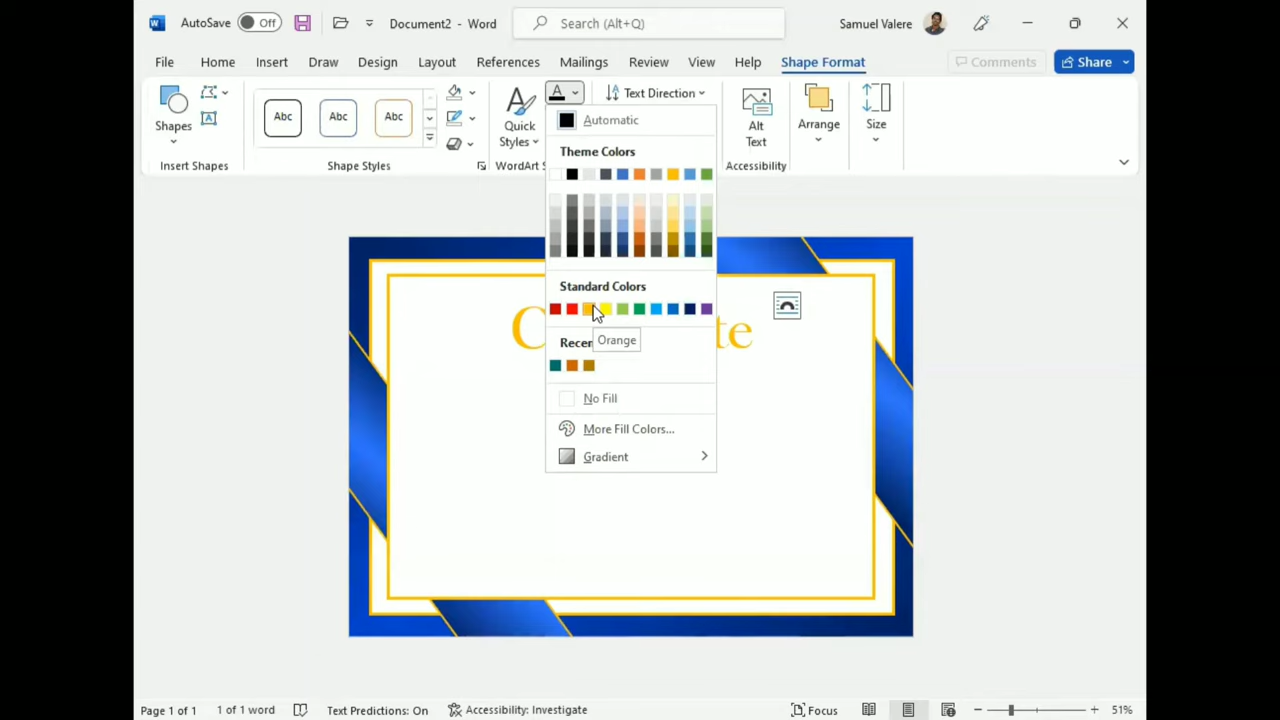 AutoSave Off Document2 - Word Search (Alt+Q) Samuel Valere
File Home Insert Draw Design Layout References Mailings Review View Help Shape Format Comments Share
Shapes
Insert Shapes
Abc Abc Abc
Shape Styles
Quick
Styles
WordArt S
A
Text Direction
Alt
Text
Accessibility
Arrange
Size
Automatic
Theme Colors
Standard Colors
Orange
No Fill
More Fill Colors...
Gradient
te
Page 1 of 1 1 of 1 word Text Predictions: On Accessibility: Investigate Focus 51%